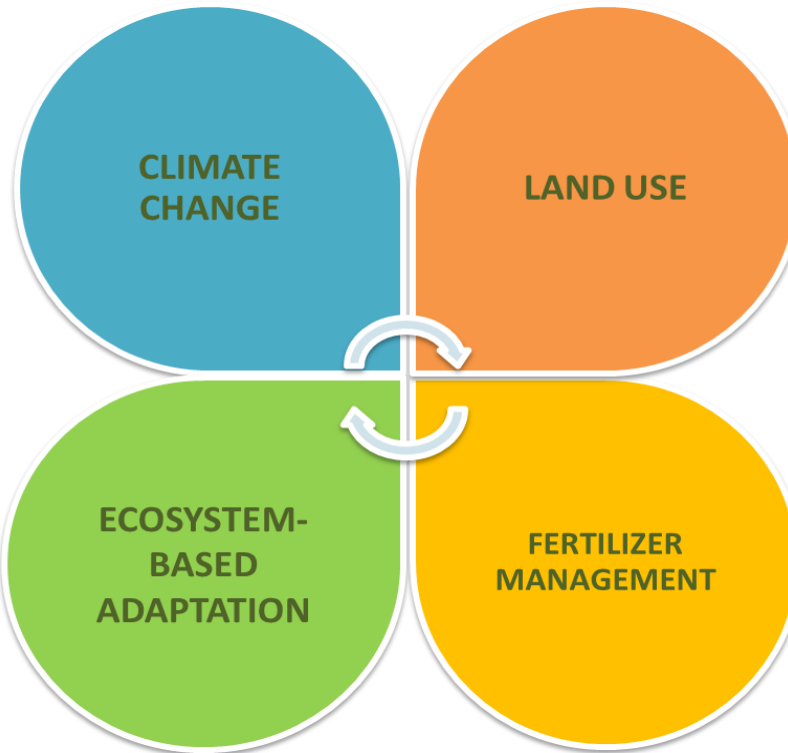 CLIMATE
CHANGE
LAND USE
ECOSYSTEM-
BASED
ADAPTATION
FERTILIZER
MANAGEMENT